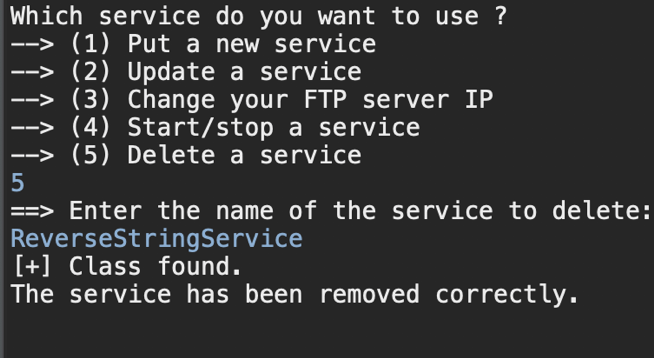 Which service do you want to use ?
--> (1) Put a new service
--> (2) Update a service
--> (3) Change your FTP server IP
--> (4) Start/stop a service
--> (5) Delete a service
5
==> Enter the name of the service to delete:
ReverseStringService
[+] Class found.
The service has been removed correctly.